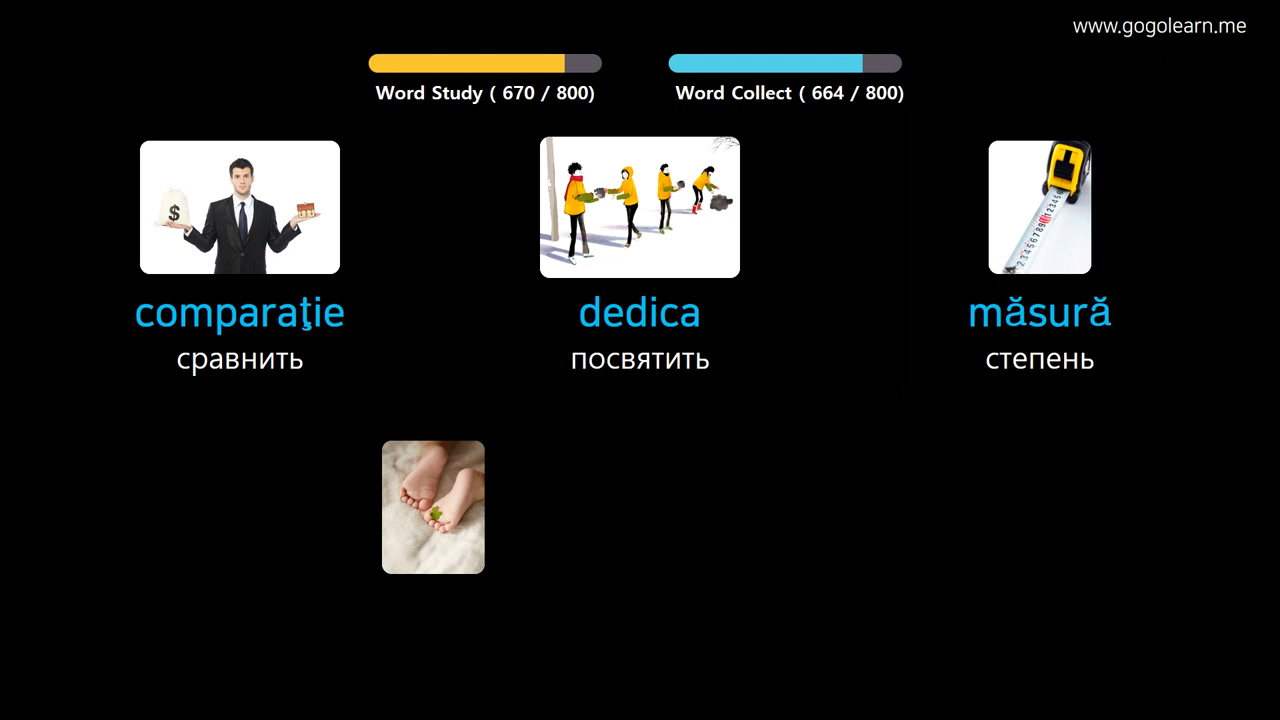 www.gogolearn.me
Word Study ( 670 / 800)
Word Collect ( 664 / 800)
comparaţie
dedica
măsură
сравнить
посвятить
степень